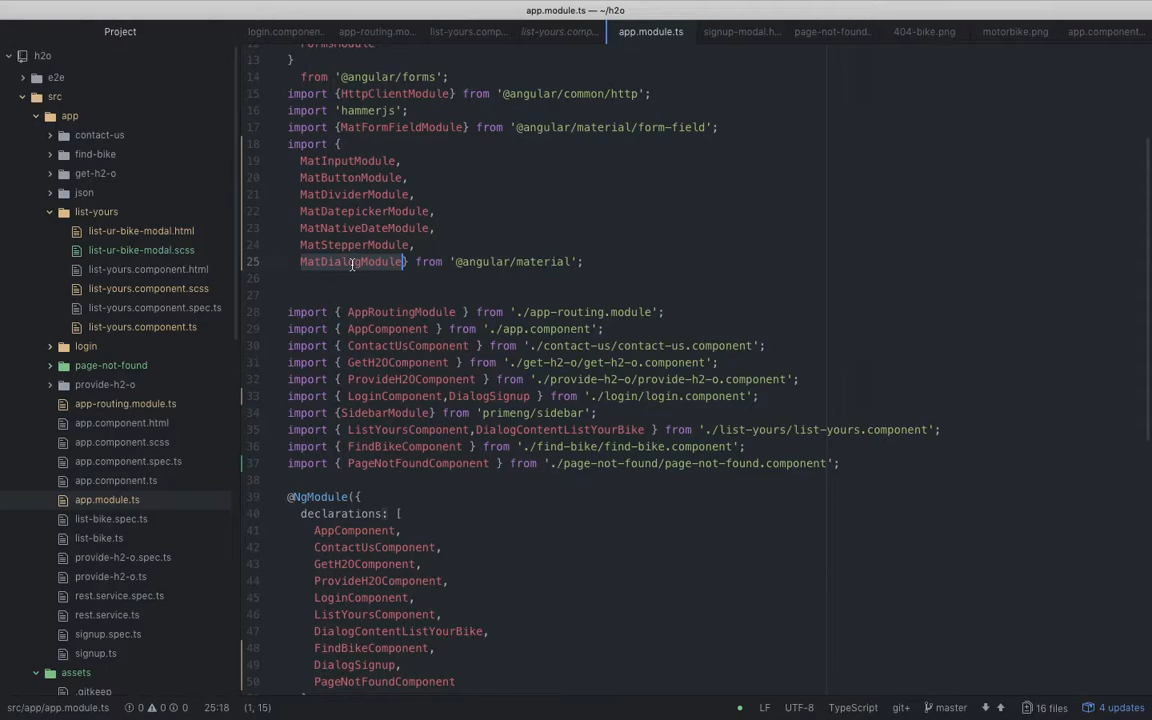 app.module.ts — ~/h2o
Project
login.componen...
app-routing.mo...
list-yours.comp...
list-yours.comp...
app.module.ts
signup-modal.h...
page-not-found..
404-bike.png
motorbike.png
app.component...
h2o
e2e
src
app
contact-us
find-bike
get-h2-o
json
list-yours
list-ur-bike-modal.html
list-ur-bike-modal.scss
list-yours.component.html
list-yours.component.scss
list-yours.component.spec.ts
list-yours.component.ts
login
page-not-found
provide-h2-o
app-routing.module.ts
app.component.html
app.component.scss
app.component.spec.ts
app.component.ts
app.module.ts
list-bike.spec.ts
list-bike.ts
provide-h2-o.spec.ts
provide-h2-o.ts
rest.service.spec.ts
rest.service.ts
signup.spec.ts
signup.ts
assets
.gitkeep
12 FormsModule
13 }
14 from '@angular/forms';
15 import {HttpClientModule} from '@angular/common/http';
16 import 'hammerjs';
17 import {MatFormFieldModule} from '@angular/material/form-field';
18 import {
19 MatInputModule,
20 MatButtonModule,
21 MatDividerModule,
22 MatDatepickerModule,
23 MatNativeDateModule,
24 MatStepperModule,
25 MatDialogModule} from '@angular/material';
26
27
28 import { AppRoutingModule } from './app-routing.module';
29 import { AppComponent } from './app.component';
30 import { ContactUsComponent } from './contact-us/contact-us.component';
31 import { GetH2OComponent } from './get-h2-o/get-h2-o.component';
32 import { ProvideH2OComponent } from './provide-h2-o/provide-h2-o.component';
33 import { LoginComponent,DialogSignup } from './login/login.component';
34 import {SidebarModule} from 'primeng/sidebar';
35 import { ListYoursComponent,DialogContentListYourBike } from './list-yours/list-yours.component';
36 import { FindBikeComponent } from './find-bike/find-bike.component';
37 import { PageNotFoundComponent } from './page-not-found/page-not-found.component';
38
39 @NgModule({
40 declarations: [
41 AppComponent,
42 ContactUsComponent,
43 GetH2OComponent,
44 ProvideH2OComponent,
45 LoginComponent,
46 ListYoursComponent,
47 DialogContentListYourBike,
48 FindBikeComponent,
49 DialogSignup,
50 PageNotFoundComponent
src/app/app.module.ts 0 0 0 25:18 (1, 15) LF UTF-8 TypeScript git+ master 16 files 4 updates